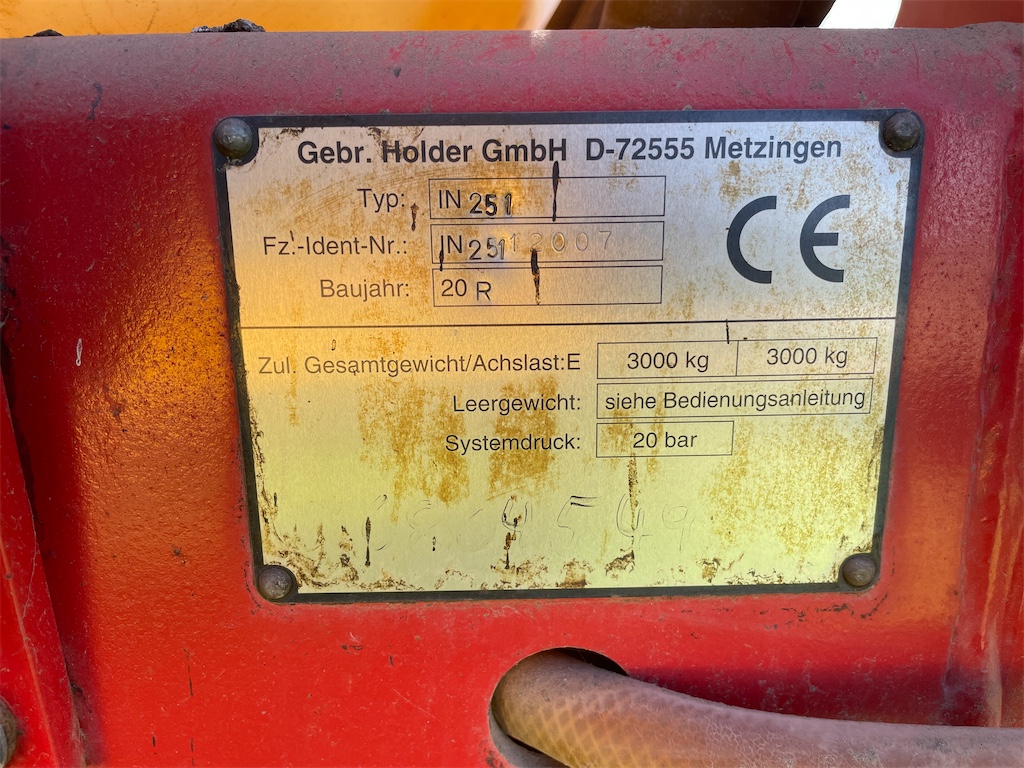 Gebr. Holder GmbH D-72555 Metzingen
Typ: IN 251
CE
Fz.-Ident-Nr.: IN 251 12007
Baujahr: 20 R
Zul. Gesamtgewicht/Achslast:E 3000 kg 3000 kg
Leergewicht: siehe Bedienungsanleitung
Systemdruck: 20 bar